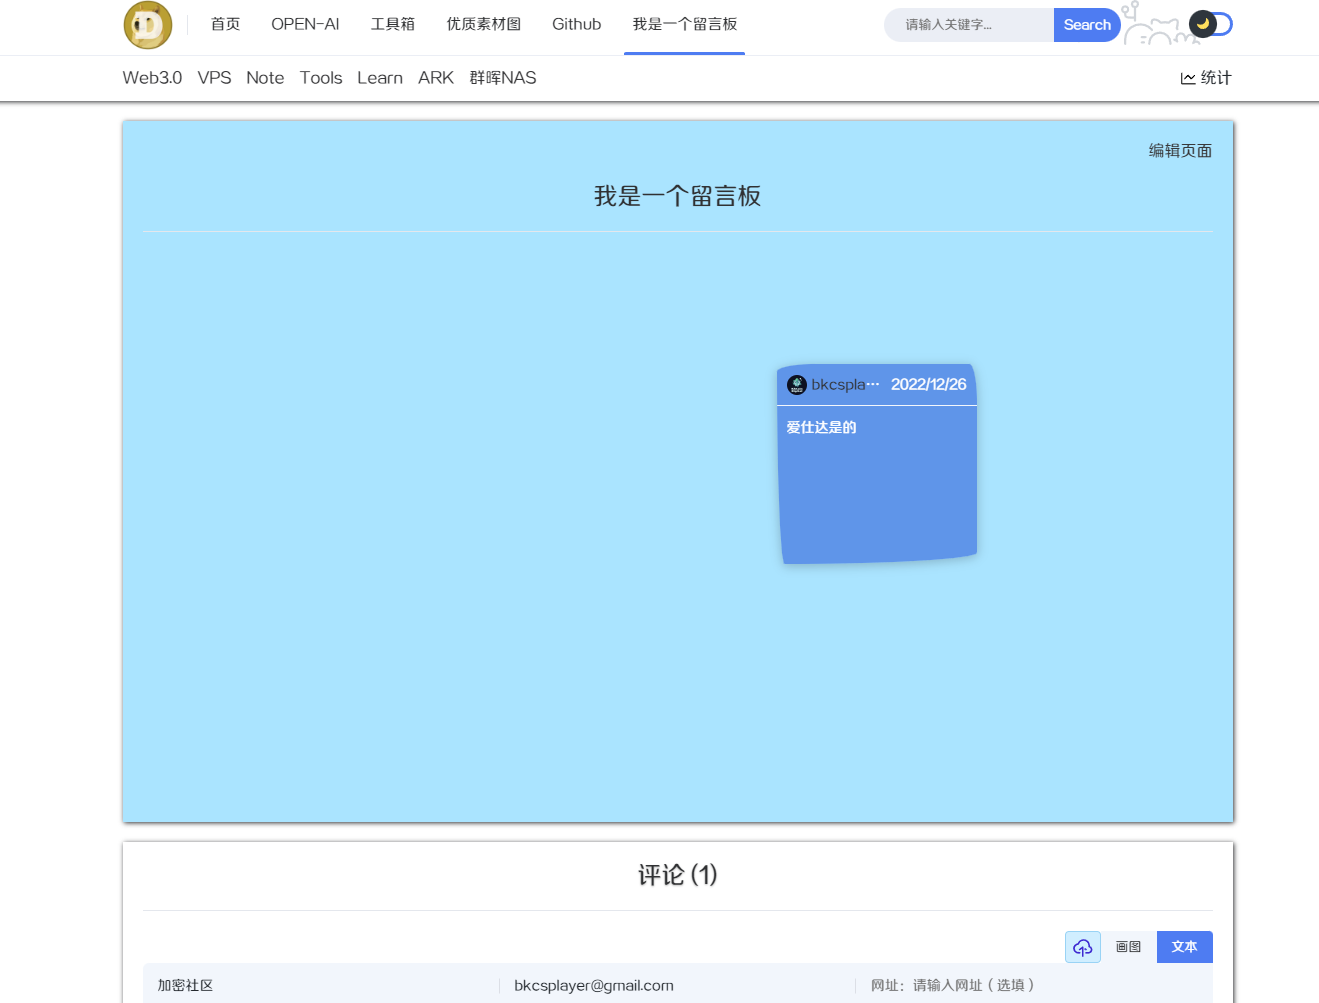 首页 OPEN-AI 工具箱 优质素材图 Github 我是一个留言板 请输入关键字... Search
Web3.0 VPS Note Tools Learn ARK 群晖NAS 统计
编辑页面
我是一个留言板
bkcspla··· 2022/12/26
爱仕达是的
评论 (1)
画图 文本
加密社区 bkcsplayer@gmail.com 网址：请输入网址（选填）